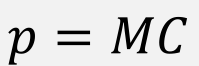 p = MC